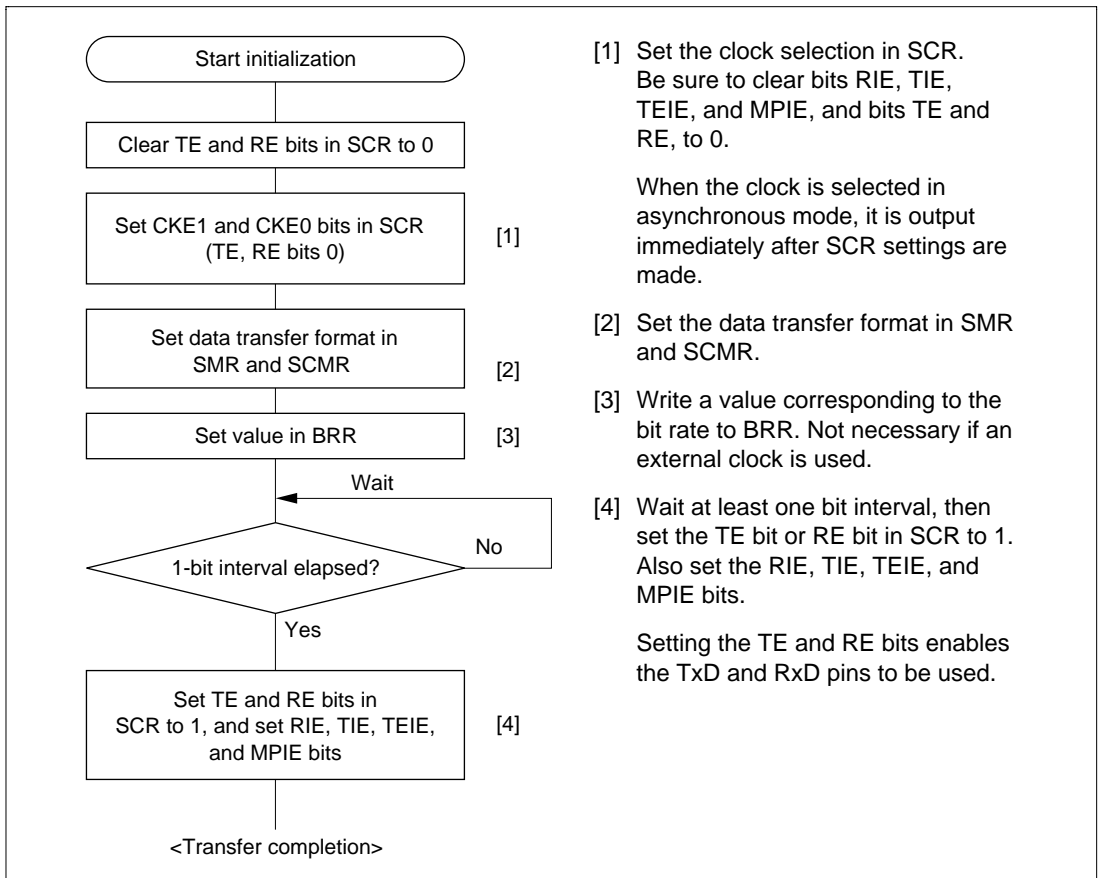 Start initialization
Clear TE and RE bits in SCR to 0
Set CKE1 and CKE0 bits in SCR
(TE, RE bits 0)
[1]
Set data transfer format in
SMR and SCMR
[2]
Set value in BRR
[3]
Wait
1-bit interval elapsed?
No
Yes
Set TE and RE bits in
SCR to 1, and set RIE, TIE, TEIE,
and MPIE bits
[4]
<Transfer completion>
[1] Set the clock selection in SCR.
Be sure to clear bits RIE, TIE,
TEIE, and MPIE, and bits TE and
RE, to 0.
When the clock is selected in
asynchronous mode, it is output
immediately after SCR settings are
made.
[2] Set the data transfer format in SMR
and SCMR.
[3] Write a value corresponding to the
bit rate to BRR. Not necessary if an
external clock is used.
[4] Wait at least one bit interval, then
set the TE bit or RE bit in SCR to 1.
Also set the RIE, TIE, TEIE, and
MPIE bits.
Setting the TE and RE bits enables
the TxD and RxD pins to be used.